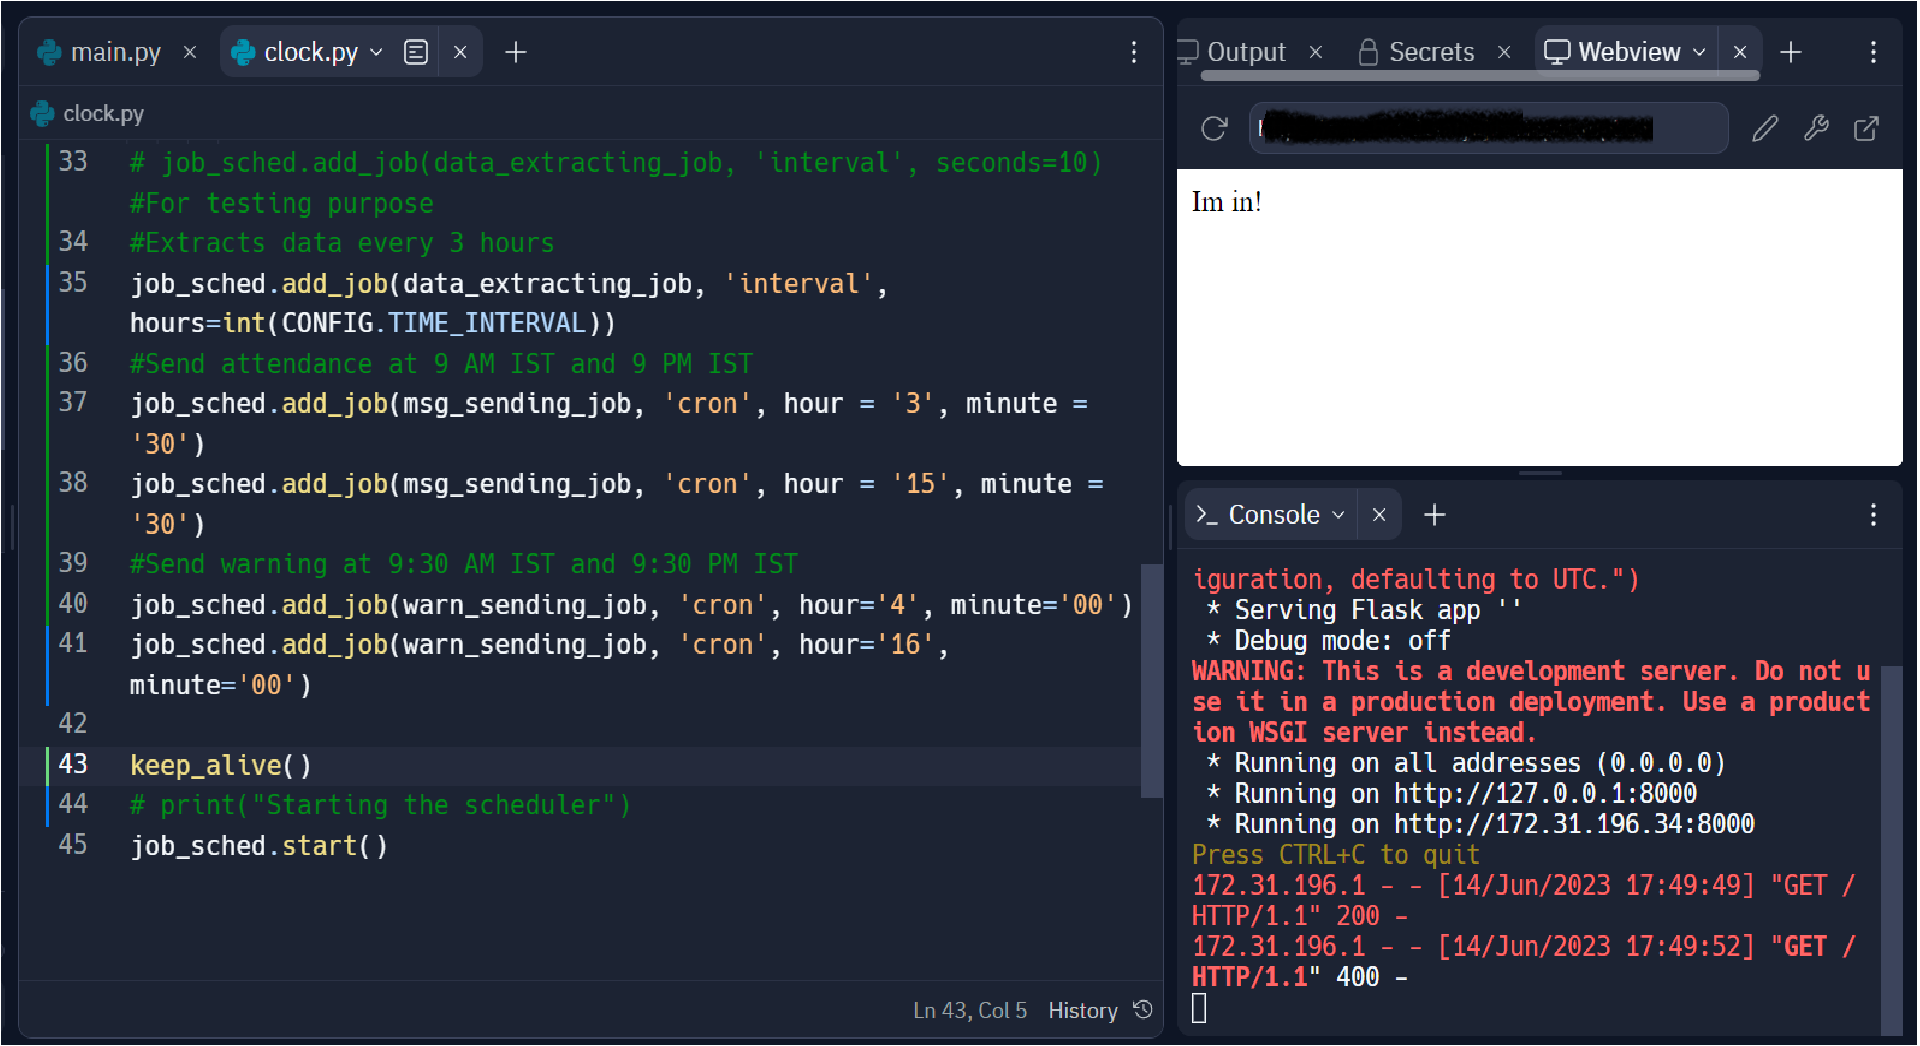 main.py
clock.py
Output
Secrets
Webview
clock.py
33 # job_sched.add_job(data_extracting_job, 'interval', seconds=10)
#For testing purpose
34 #Extracts data every 3 hours
35 job_sched.add_job(data_extracting_job, 'interval',
hours=int(CONFIG.TIME_INTERVAL))
36 #Send attendance at 9 AM IST and 9 PM IST
37 job_sched.add_job(msg_sending_job, 'cron', hour = '3', minute =
'30')
38 job_sched.add_job(msg_sending_job, 'cron', hour = '15', minute =
'30')
39 #Send warning at 9:30 AM IST and 9:30 PM IST
40 job_sched.add_job(warn_sending_job, 'cron', hour='4', minute='00')
41 job_sched.add_job(warn_sending_job, 'cron', hour='16',
minute='00')
42
43 keep_alive()
44 # print("Starting the scheduler")
45 job_sched.start()
Ln 43, Col 5 History
Im in!
>_ Console
iguration, defaulting to UTC.")
* Serving Flask app ''
* Debug mode: off
WARNING: This is a development server. Do not u
se it in a production deployment. Use a product
ion WSGI server instead.
* Running on all addresses (0.0.0.0)
* Running on http://127.0.0.1:8000
* Running on http://172.31.196.34:8000
Press CTRL+C to quit
172.31.196.1 - - [14/Jun/2023 17:49:49] "GET /
HTTP/1.1" 200 -
172.31.196.1 - - [14/Jun/2023 17:49:52] "GET /
HTTP/1.1" 400 -